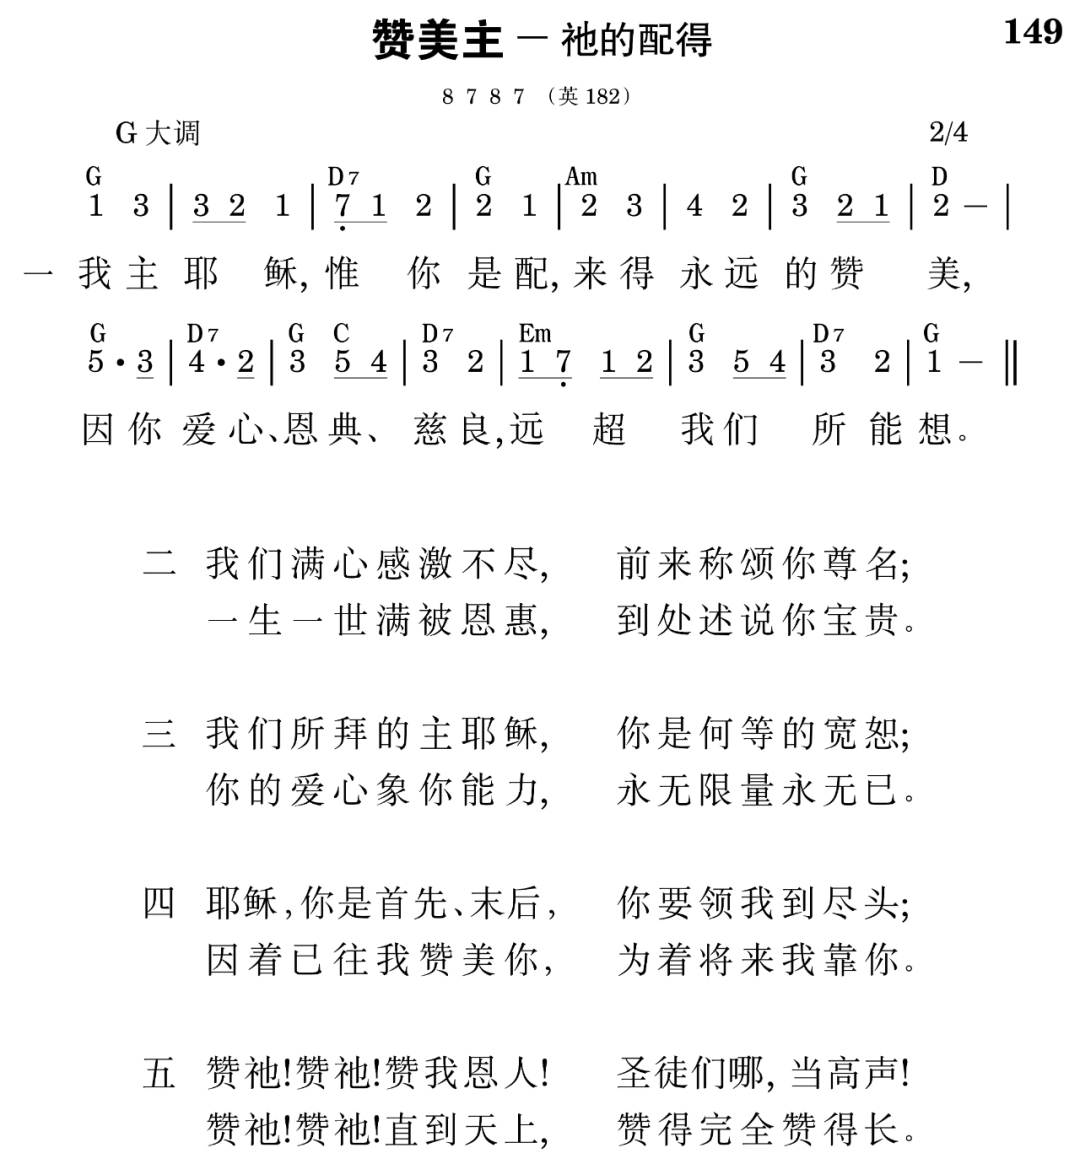 赞美主 — 祂的配得
149
8 7 8 7 （英 182）
G 大调 2/4
G D7 G Am G D
1 3 | 3 2 1 | 7 1 2 | 2 1 | 2 3 | 4 2 | 3 2 1 | 2 — |
一 我 主 耶 稣, 惟 你 是 配, 来 得 永 远 的 赞 美,
G D7 G C D7 Em G D7 G
5 • 3 | 4 • 2 | 3 5 4 | 3 2 | 1 7 1 2 | 3 5 4 | 3 2 | 1 — ‖
因 你 爱 心、恩 典、 慈 良, 远 超 我 们 所 能 想。
二 我们满心感激不尽, 前来称颂你尊名;
一生一世满被恩惠, 到处述说你宝贵。
三 我们所拜的主耶稣, 你是何等的宽恕;
你的爱心象你能力, 永无限量永无已。
四 耶稣,你是首先、末后, 你要领我到尽头;
因着已往我赞美你, 为着将来我靠你。
五 赞祂!赞祂!赞我恩人! 圣徒们哪, 当高声!
赞祂!赞祂!直到天上, 赞得完全赞得长。